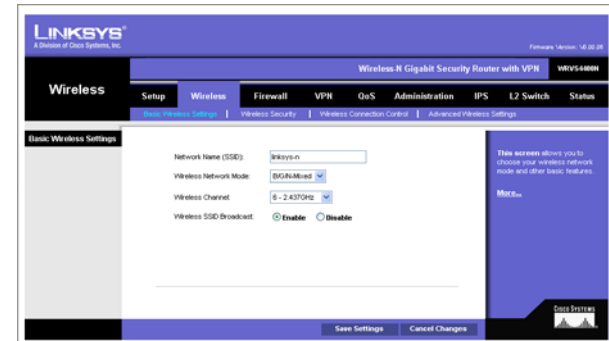 LINKSYS®
A Division of Cisco Systems, Inc.
Firmware Version: V0.00.28
Wireless-N Gigabit Security Router with VPN WRVS4400N
Wireless
Setup Wireless Firewall VPN QoS Administration IPS L2 Switch Status
Basic Wireless Settings | Wireless Security | Wireless Connection Control | Advanced Wireless Settings
Basic Wireless Settings
Network Name (SSID): linksys-n
Wireless Network Mode: B/G/N-Mixed
Wireless Channel: 6 - 2.437GHz
Wireless SSID Broadcast: Enable Disable
This screen allows you to
choose your wireless network
mode and other basic features.
More...
CISCO SYSTEMS
Save Settings Cancel Changes